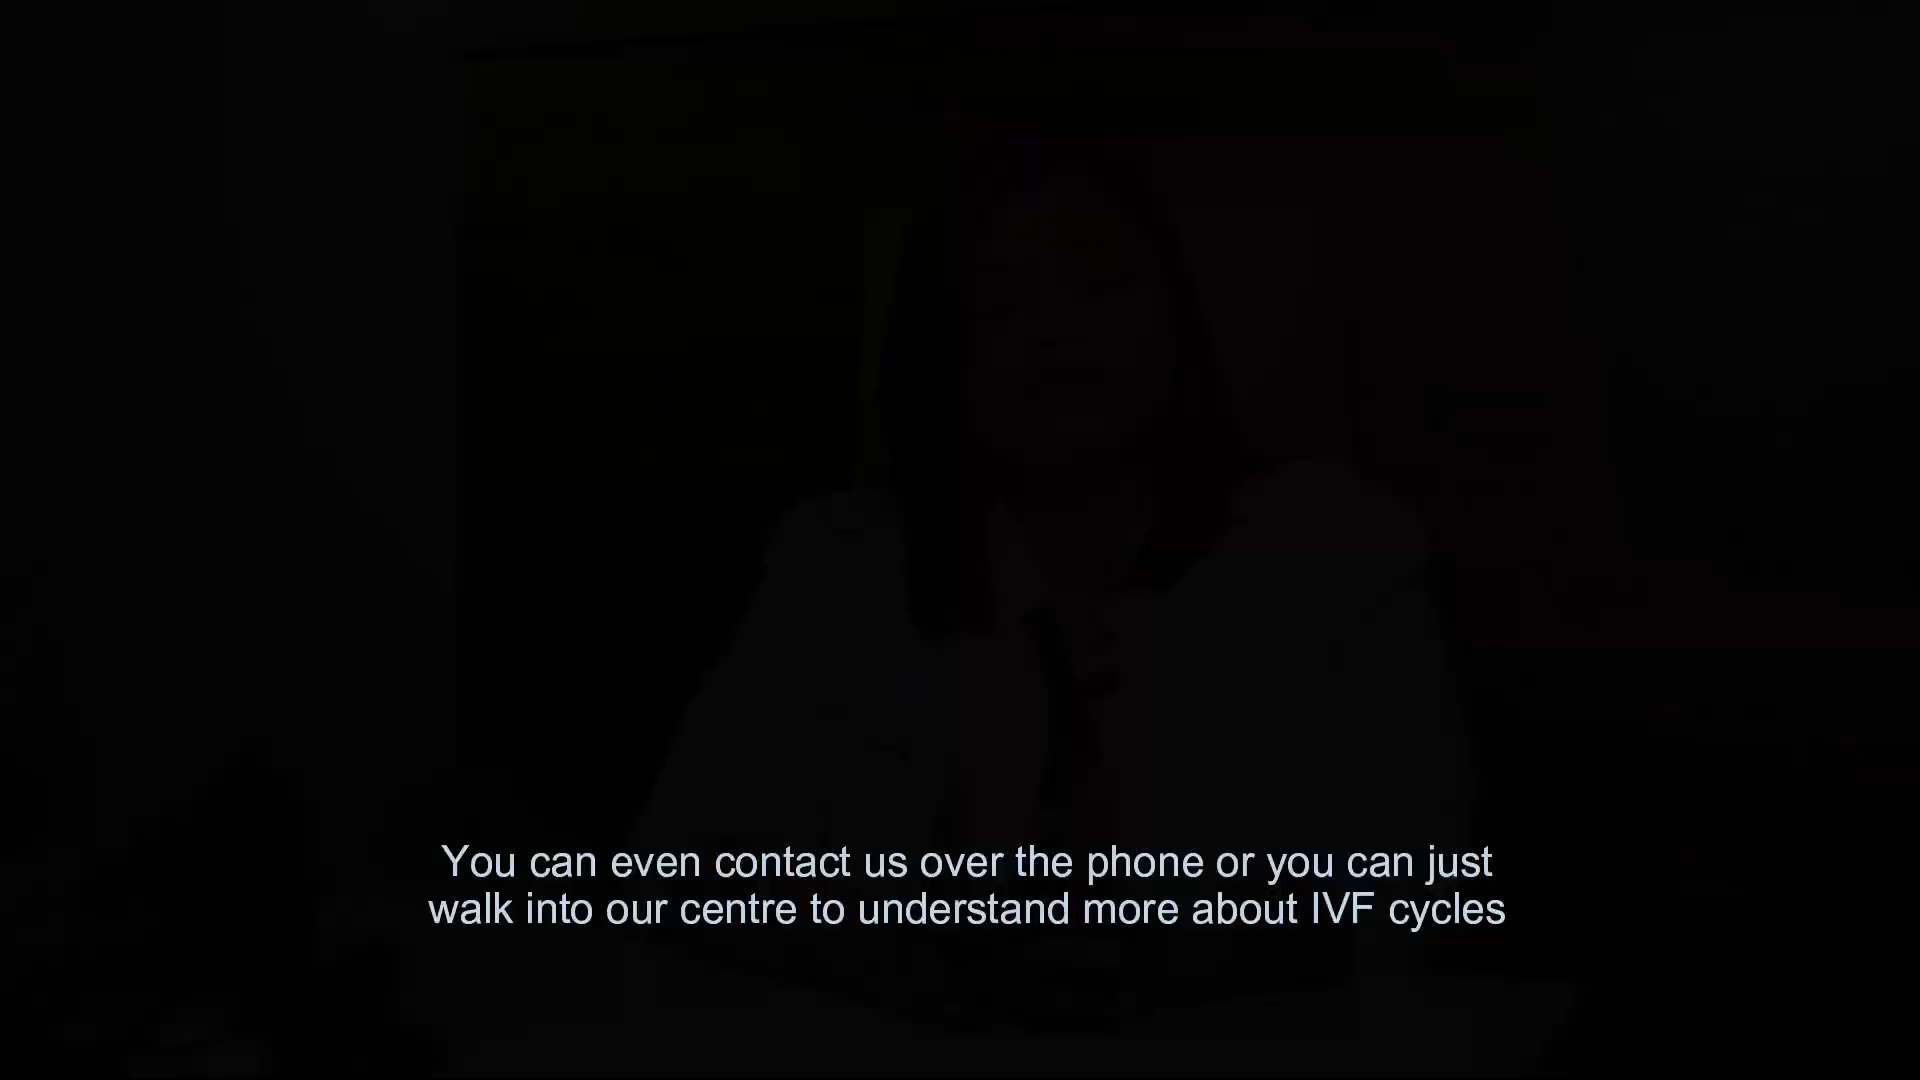 You can even contact us over the phone or you can just
walk into our centre to understand more about IVF cycles